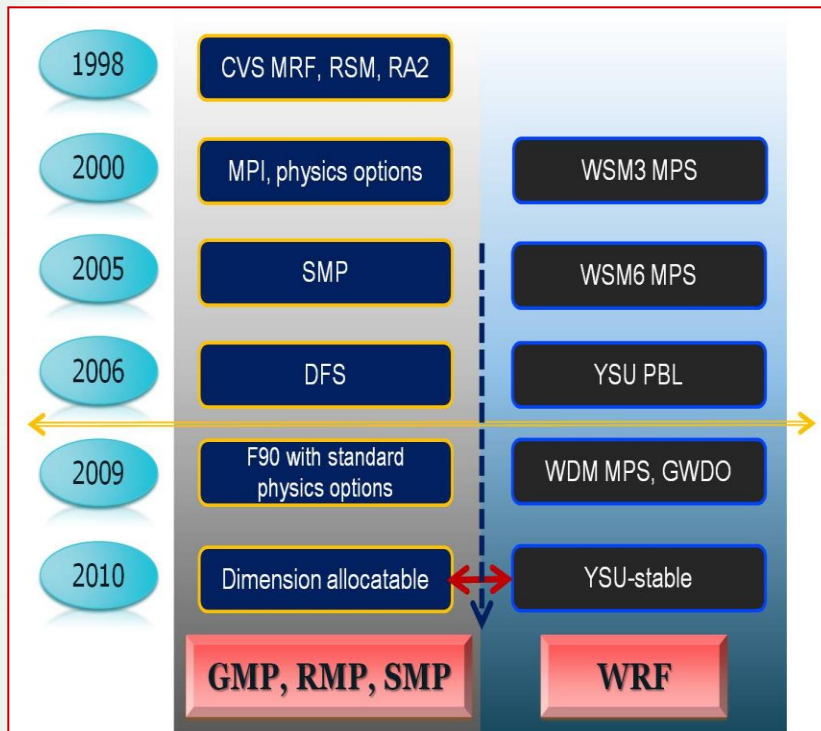 1998
CVS MRF, RSM, RA2
2000
MPI, physics options
WSM3 MPS
2005
SMP
WSM6 MPS
2006
DFS
YSU PBL
2009
F90 with standard
physics options
WDM MPS, GWDO
2010
Dimension allocatable
YSU-stable
GMP, RMP, SMP
WRF